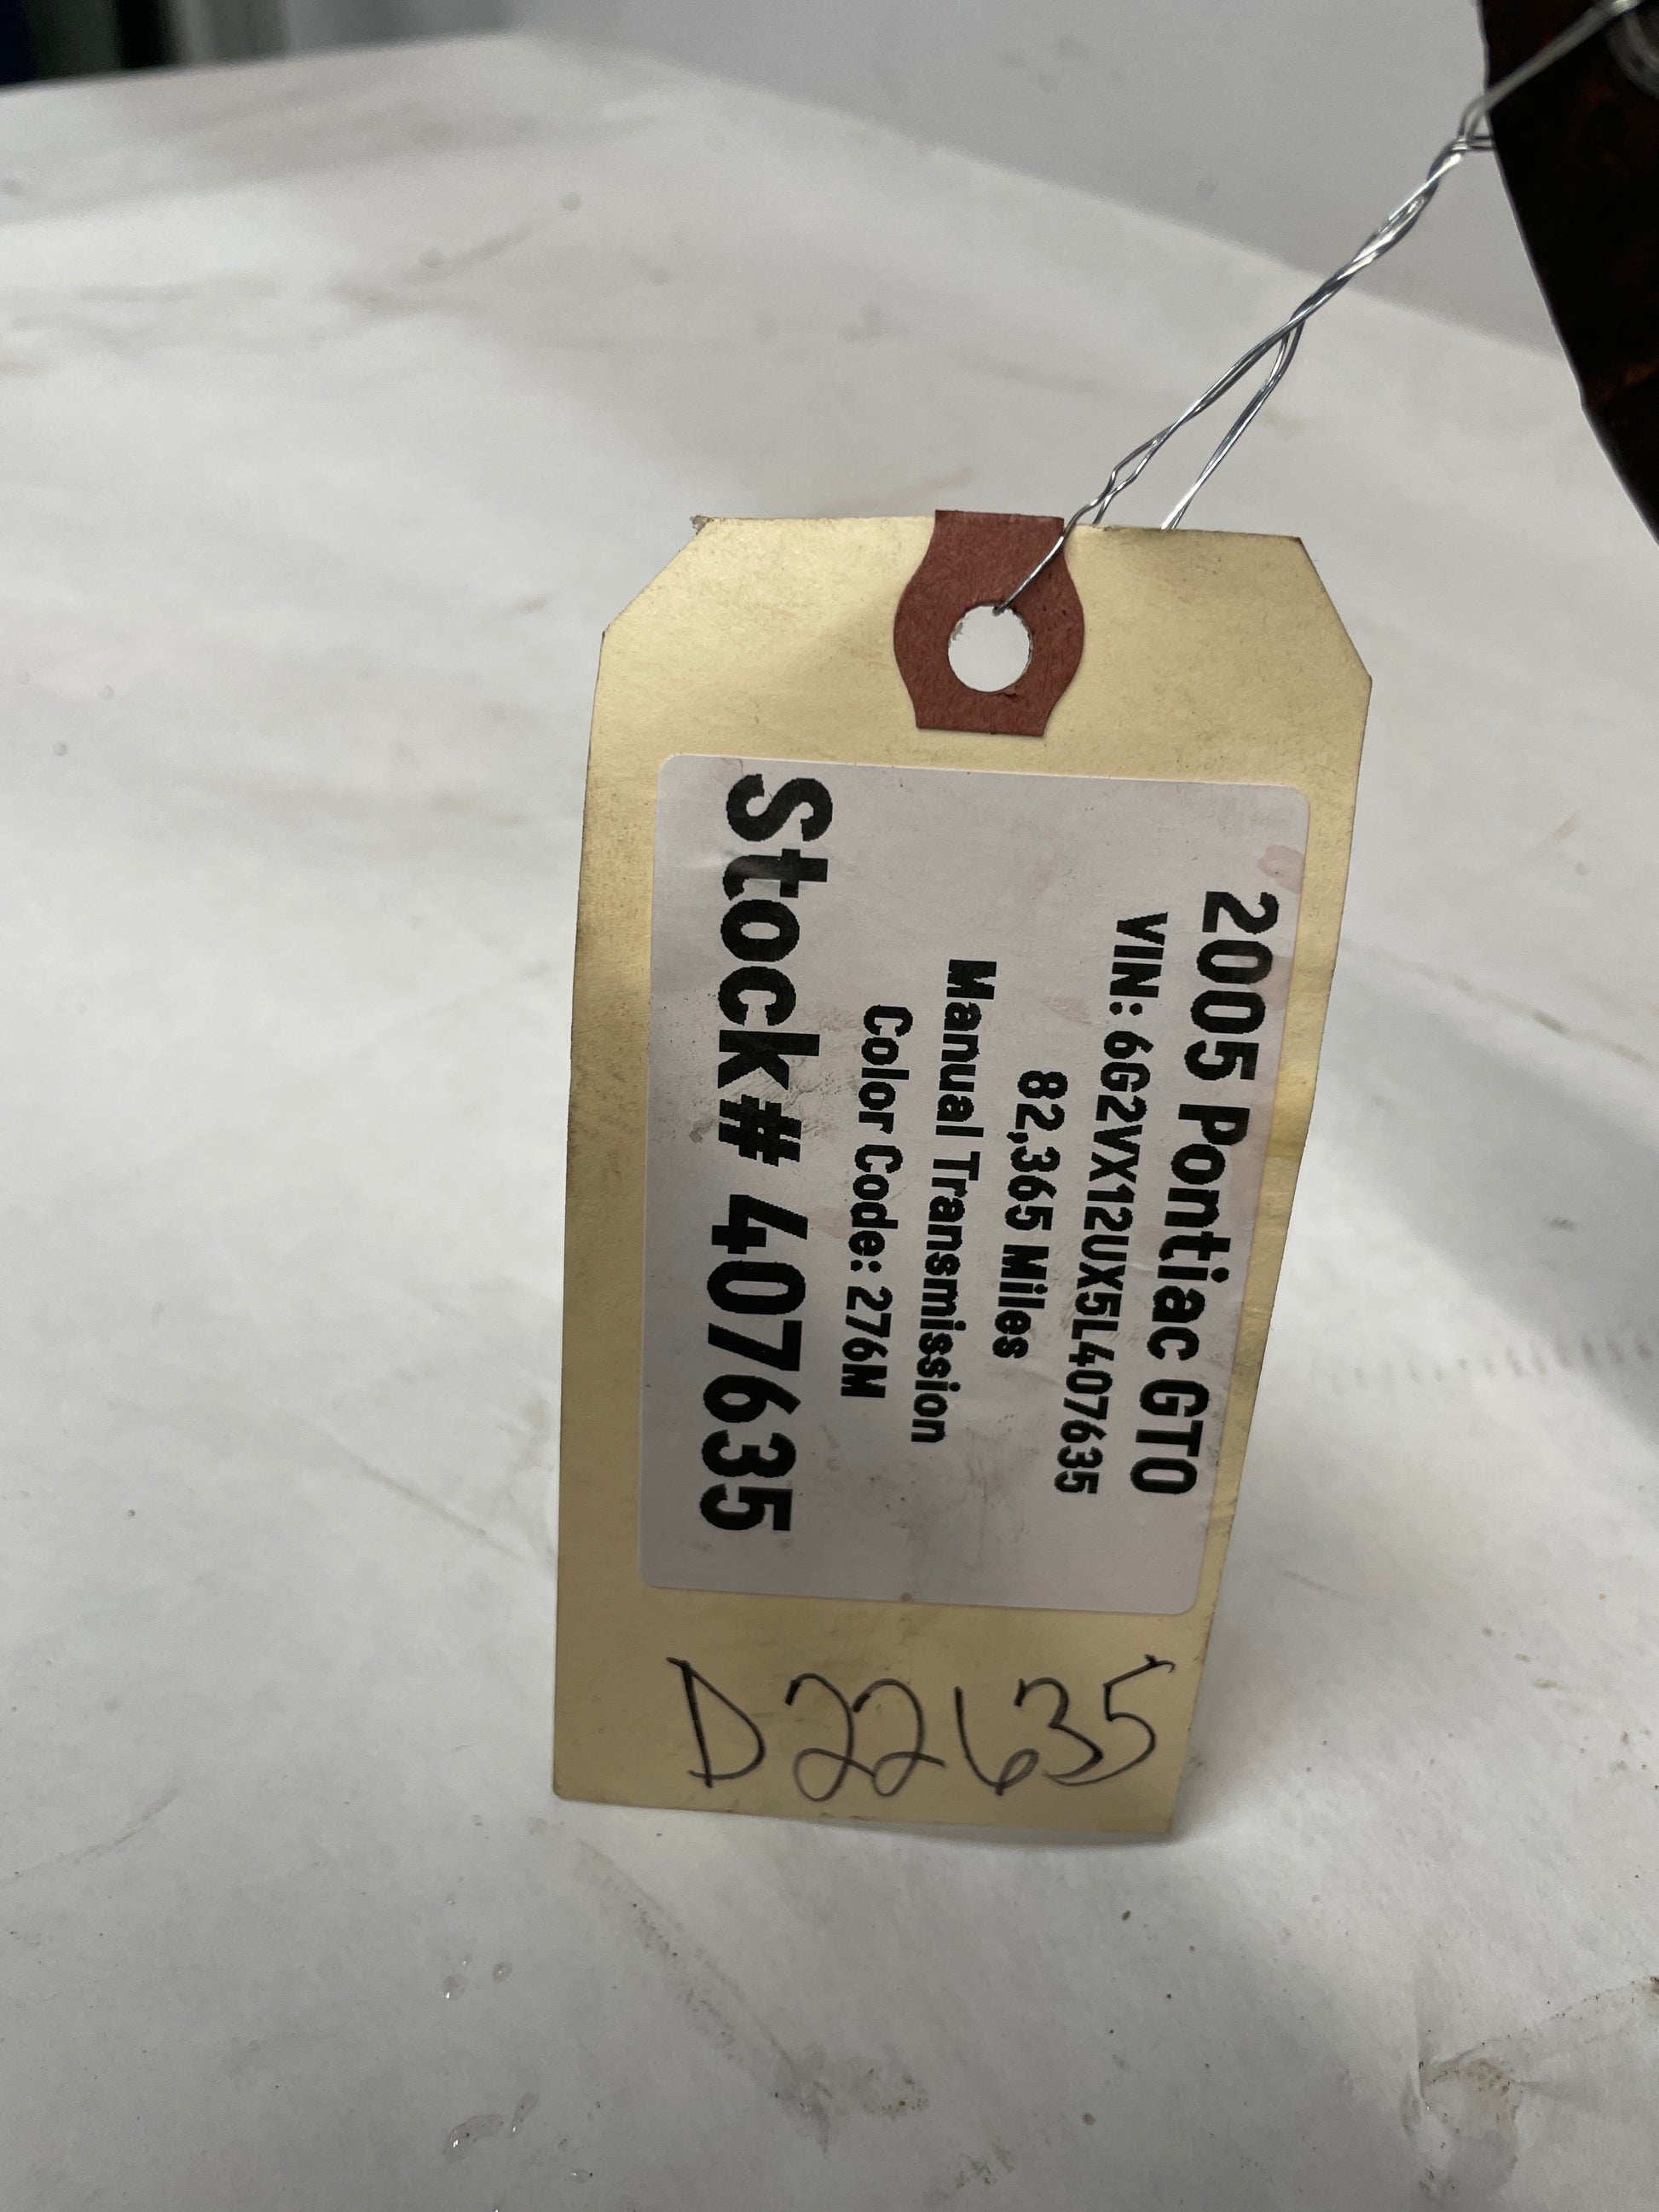 2005 Pontiac GTO
VIN: 6G2VX12UX5L407635
82,365 Miles
Manual Transmission
Color Code: 276M
Stock# 407635
D22635